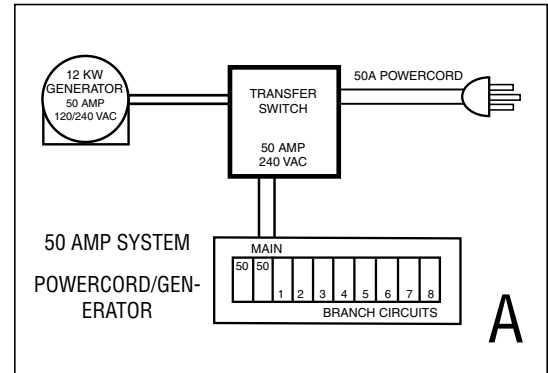 12 KW
GENERATOR
50 AMP
120/240 VAC
TRANSFER
SWITCH
50 AMP
240 VAC
50A POWERCORD
50 AMP SYSTEM
POWERCORD/GEN-
ERATOR
MAIN
50 50 1 2 3 4 5 6 7 8
BRANCH CIRCUITS
A